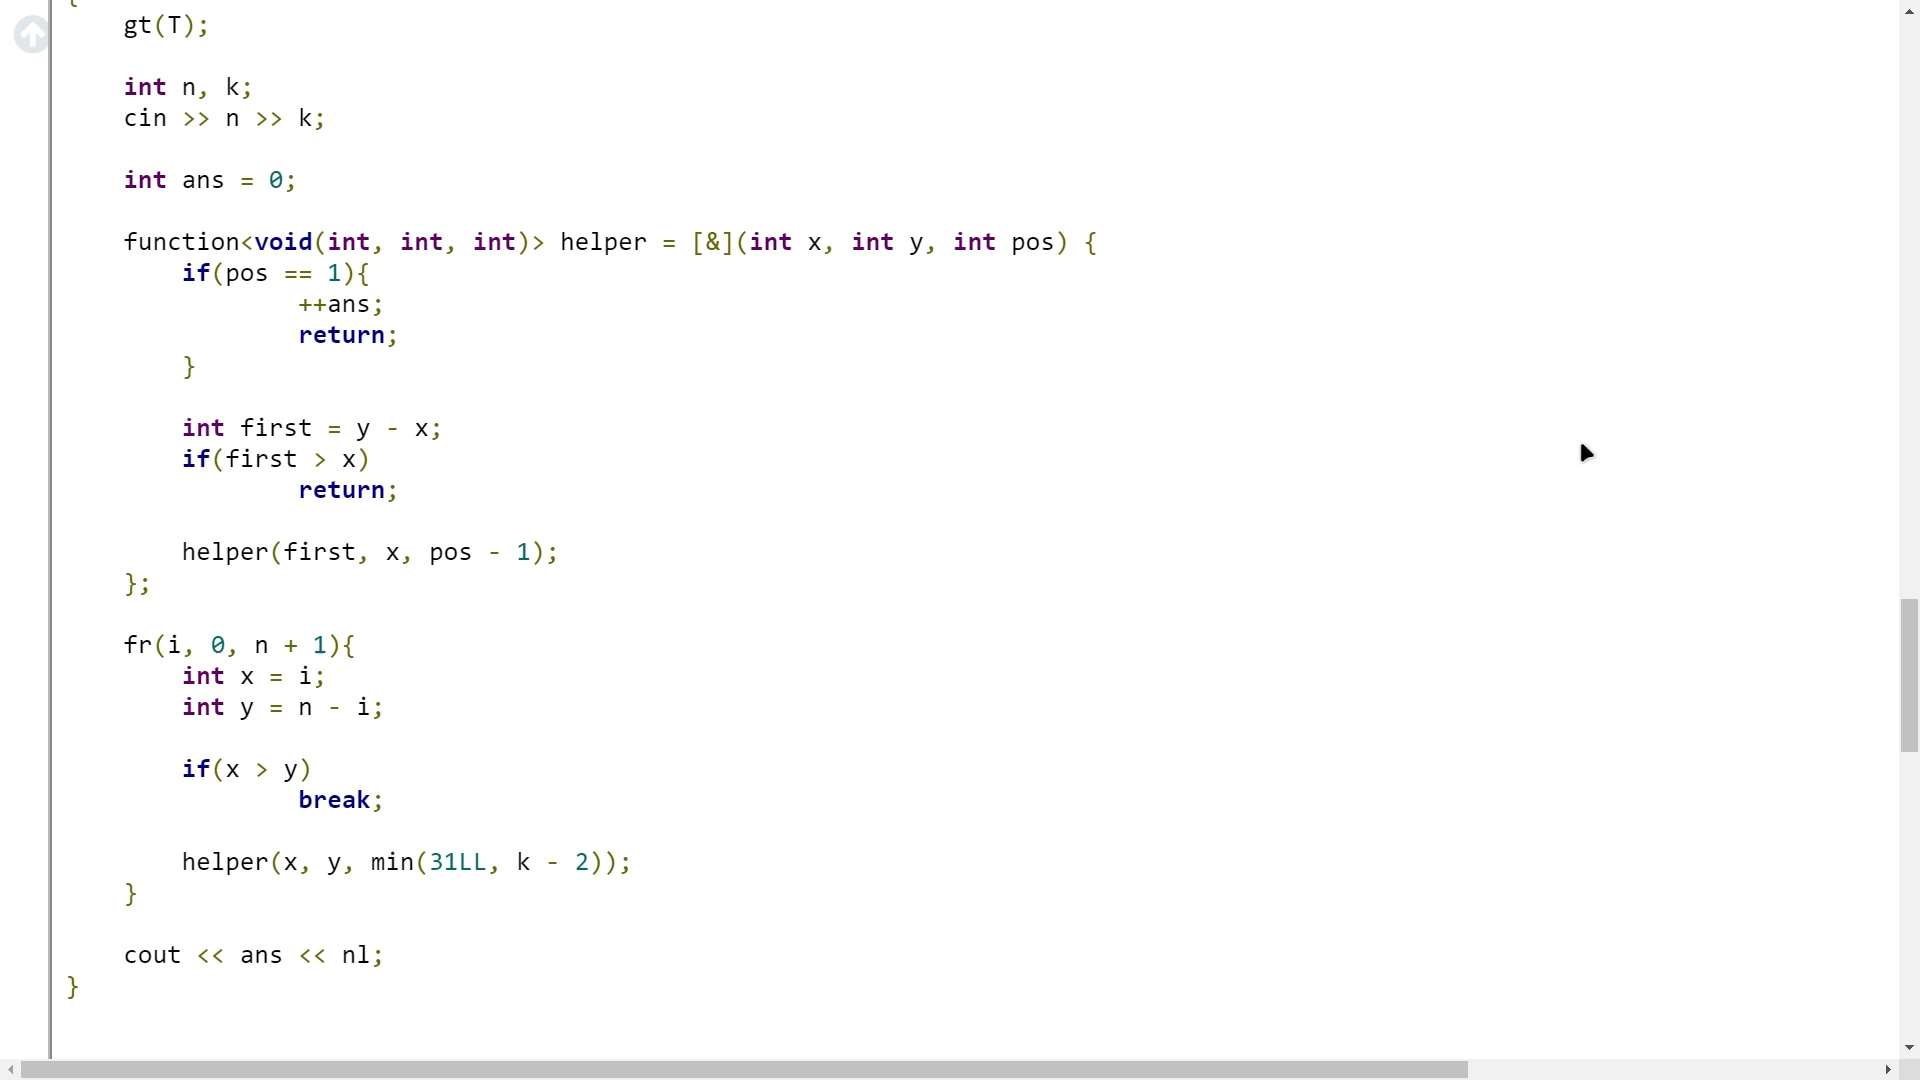 {
gt(T);
int n, k;
cin >> n >> k;
int ans = 0;
function<void(int, int, int)> helper = [&](int x, int y, int pos) {
if(pos == 1){
++ans;
return;
}
int first = y - x;
if(first > x)
return;
helper(first, x, pos - 1);
};
fr(i, 0, n + 1){
int x = i;
int y = n - i;
if(x > y)
break;
helper(x, y, min(31LL, k - 2));
}
cout << ans << nl;
}